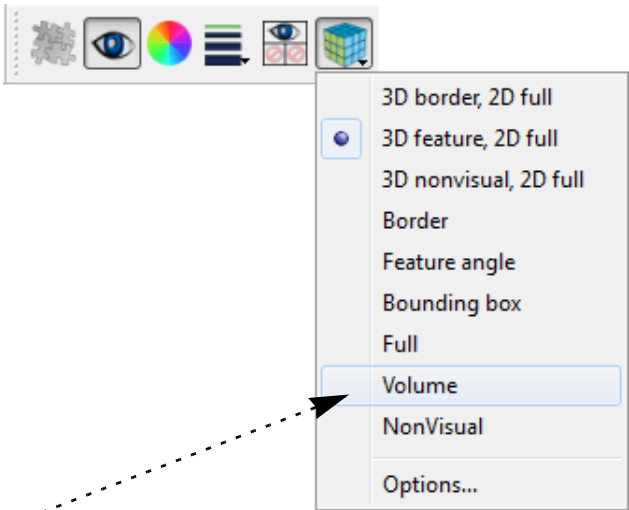 3D border, 2D full
3D feature, 2D full
3D nonvisual, 2D full
Border
Feature angle
Bounding box
Full
Volume
NonVisual
Options...